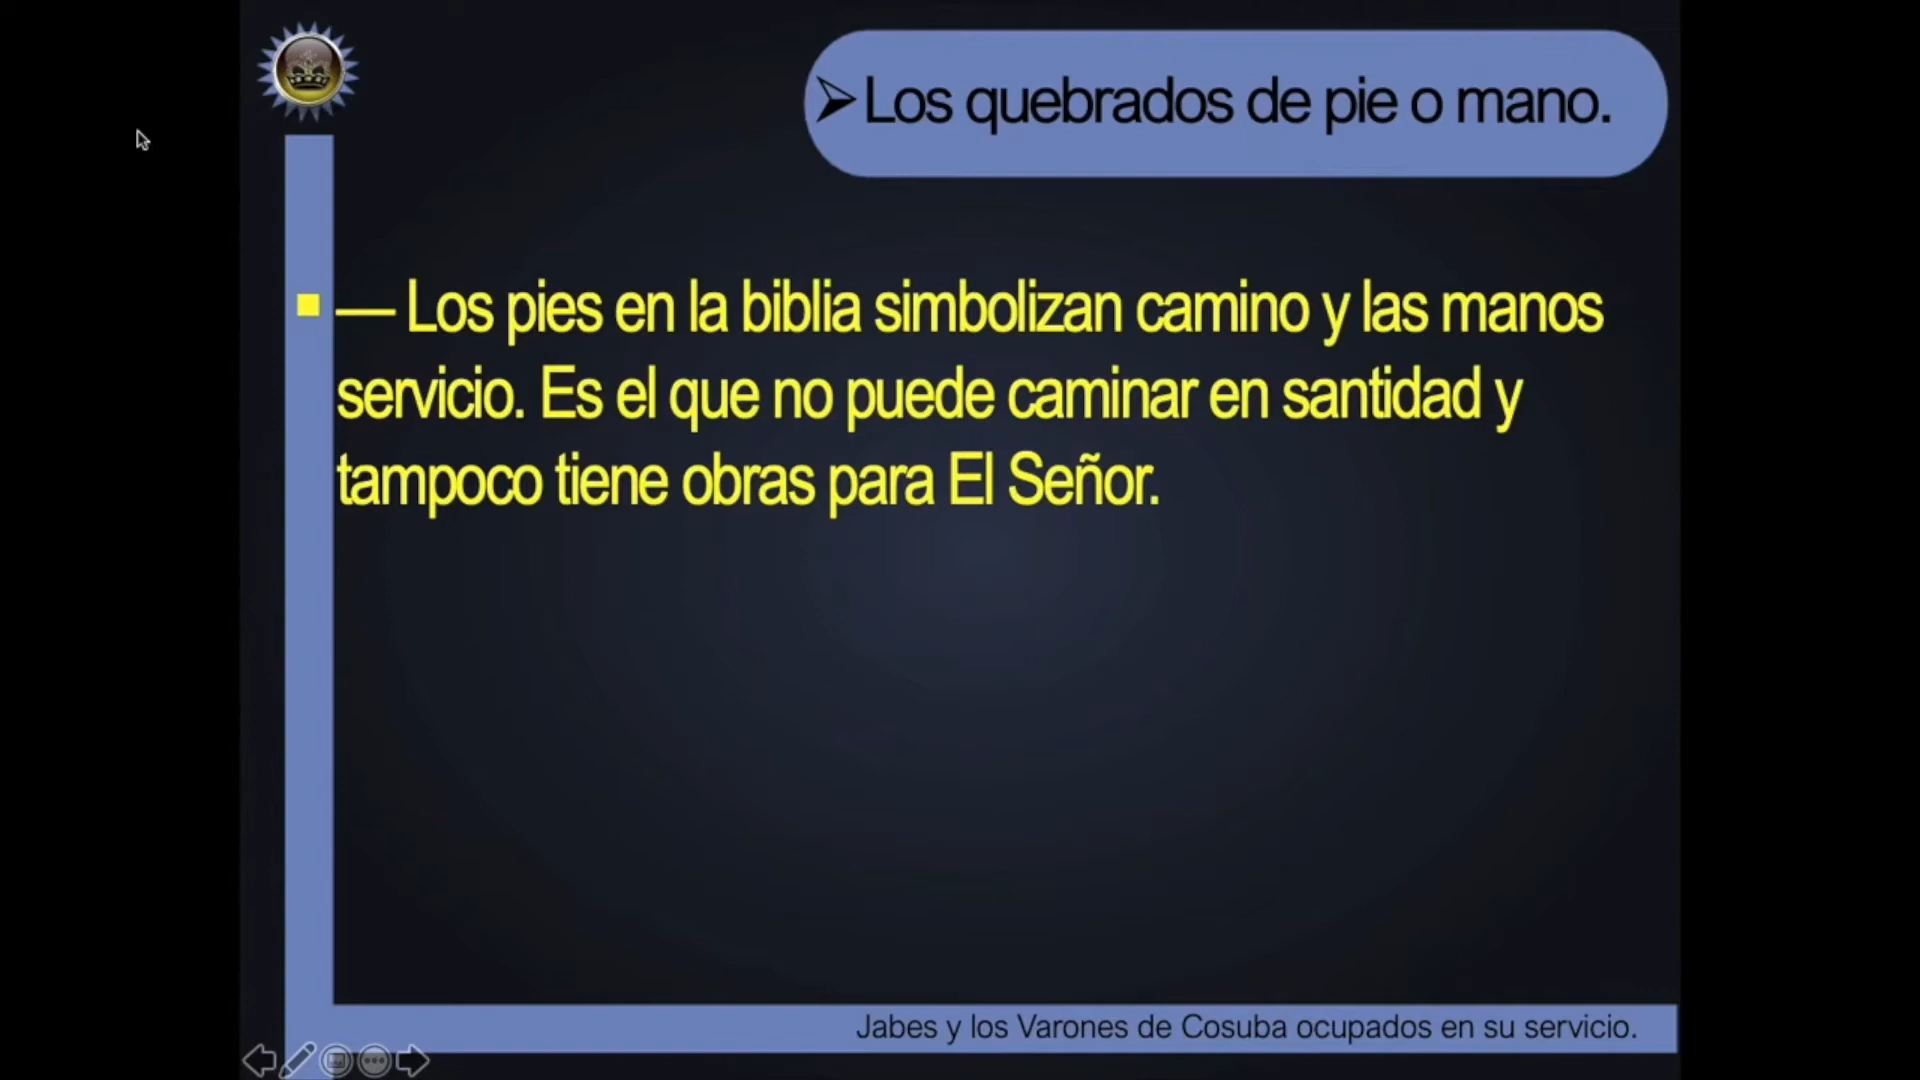 ➢Los quebrados de pie o mano.
▪ — Los pies en la biblia simbolizan camino y las manos
servicio. Es el que no puede caminar en santidad y
tampoco tiene obras para El Señor.
Jabes y los Varones de Cosuba ocupados en su servicio.